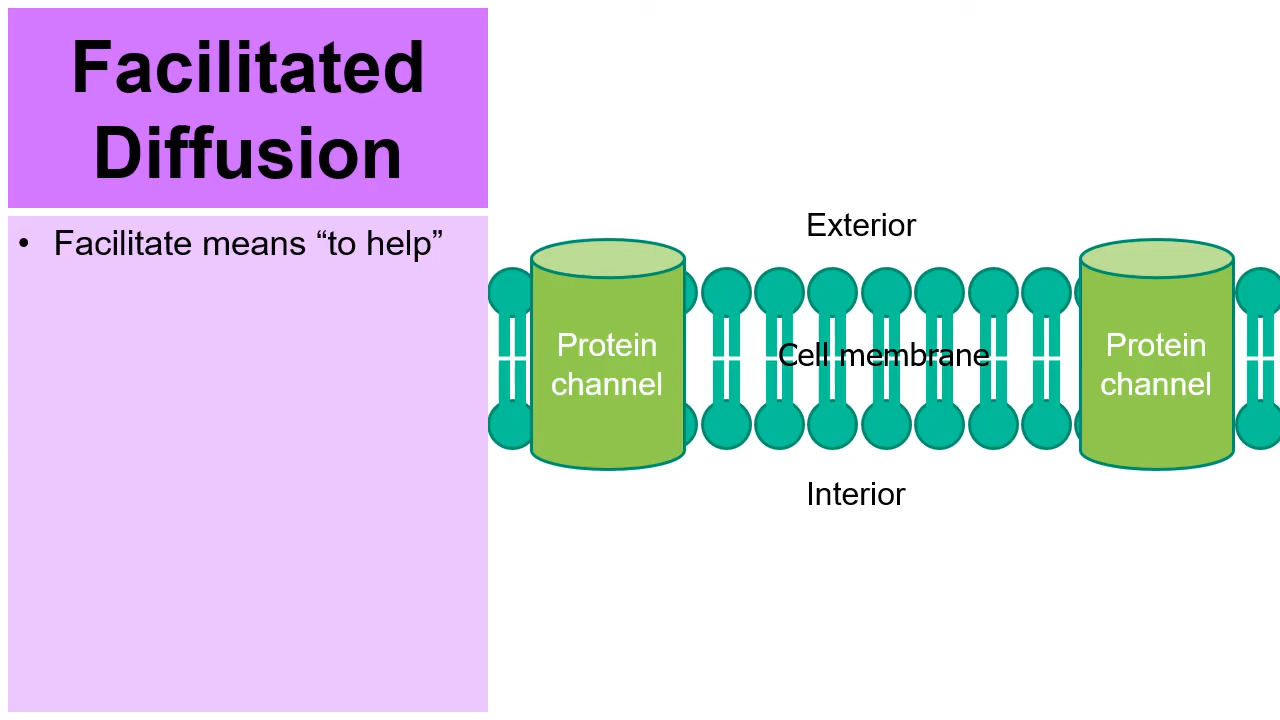 Facilitated
Diffusion
• Facilitate means “to help”
Exterior
Protein
channel
Cell membrane
Protein
channel
Interior